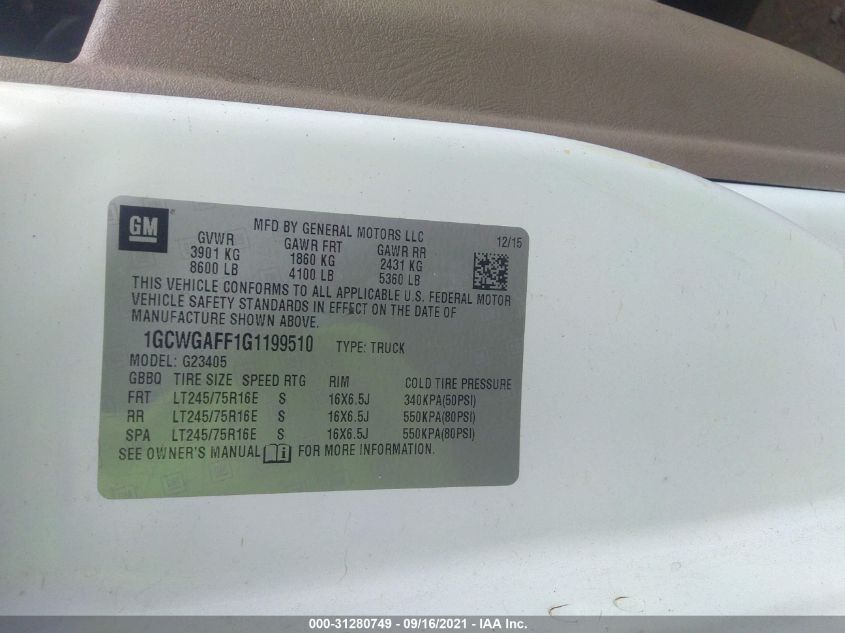 GM
MFD BY GENERAL MOTORS LLC
12/15
GVWR GAWR FRT GAWR RR
3901 KG 1860 KG 2431 KG
8600 LB 4100 LB 5360 LB
THIS VEHICLE CONFORMS TO ALL APPLICABLE U.S. FEDERAL MOTOR
VEHICLE SAFETY STANDARDS IN EFFECT ON THE DATE OF
MANUFACTURE SHOWN ABOVE.
1GCWGAFF1G1199510 TYPE: TRUCK
MODEL: G23405
GBBQ TIRE SIZE SPEED RTG RIM COLD TIRE PRESSURE
FRT LT245/75R16E S 16X6.5J 340KPA(50PSI)
RR LT245/75R16E S 16X6.5J 550KPA(80PSI)
SPA LT245/75R16E S 16X6.5J 550KPA(80PSI)
SEE OWNER'S MANUAL FOR MORE INFORMATION.
000-31280749 - 09/16/2021 - IAA Inc.